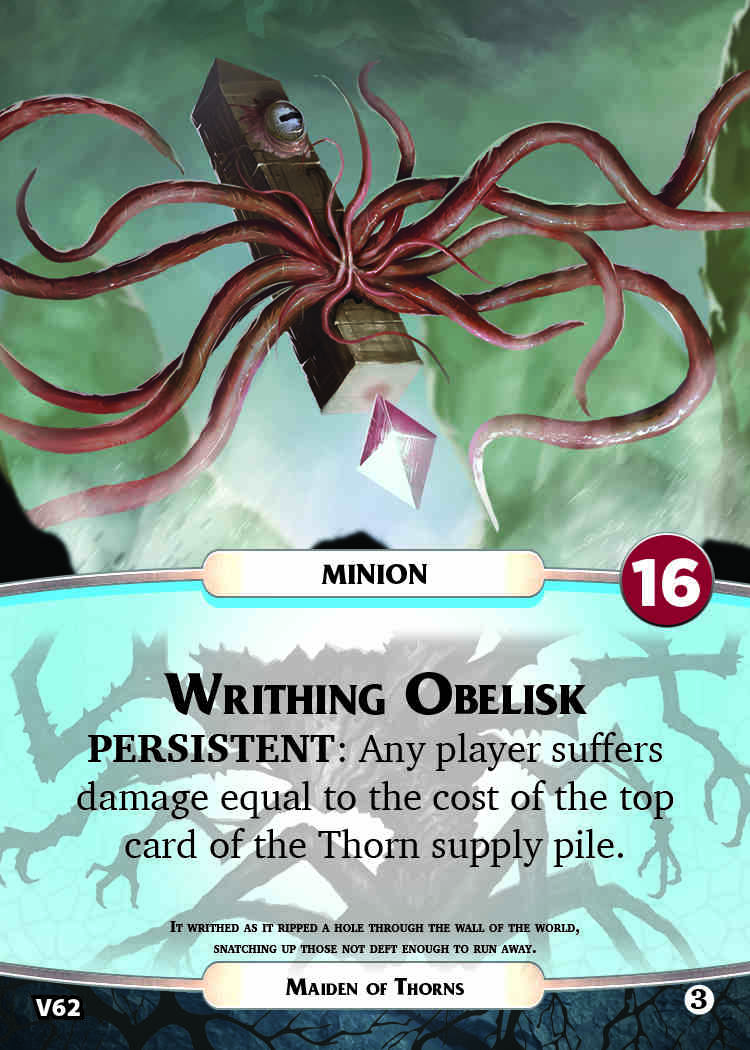 MINION
16
Writhing Obelisk
PERSISTENT: Any player suffers
damage equal to the cost of the top
card of the Thorn supply pile.
It writhed as it ripped a hole through the wall of the world,
snatching up those not deft enough to run away.
Maiden of Thorns
V62
3